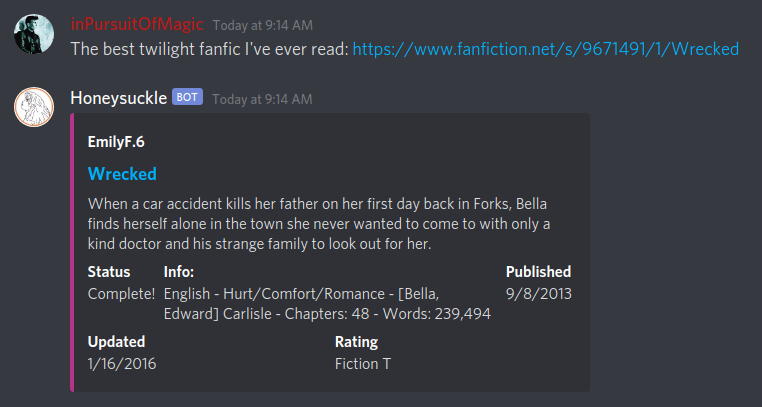 inPursuitOfMagic Today at 9:14 AM
The best twilight fanfic I've ever read: https://www.fanfiction.net/s/9671491/1/Wrecked
Honeysuckle BOT Today at 9:14 AM
EmilyF.6
Wrecked
When a car accident kills her father on her first day back in Forks, Bella
finds herself alone in the town she never wanted to come to with only a
kind doctor and his strange family to look out for her.
Status Info: Published
Complete! English - Hurt/Comfort/Romance - [Bella, 9/8/2013
Edward] Carlisle - Chapters: 48 - Words: 239,494
Updated Rating
1/16/2016 Fiction T